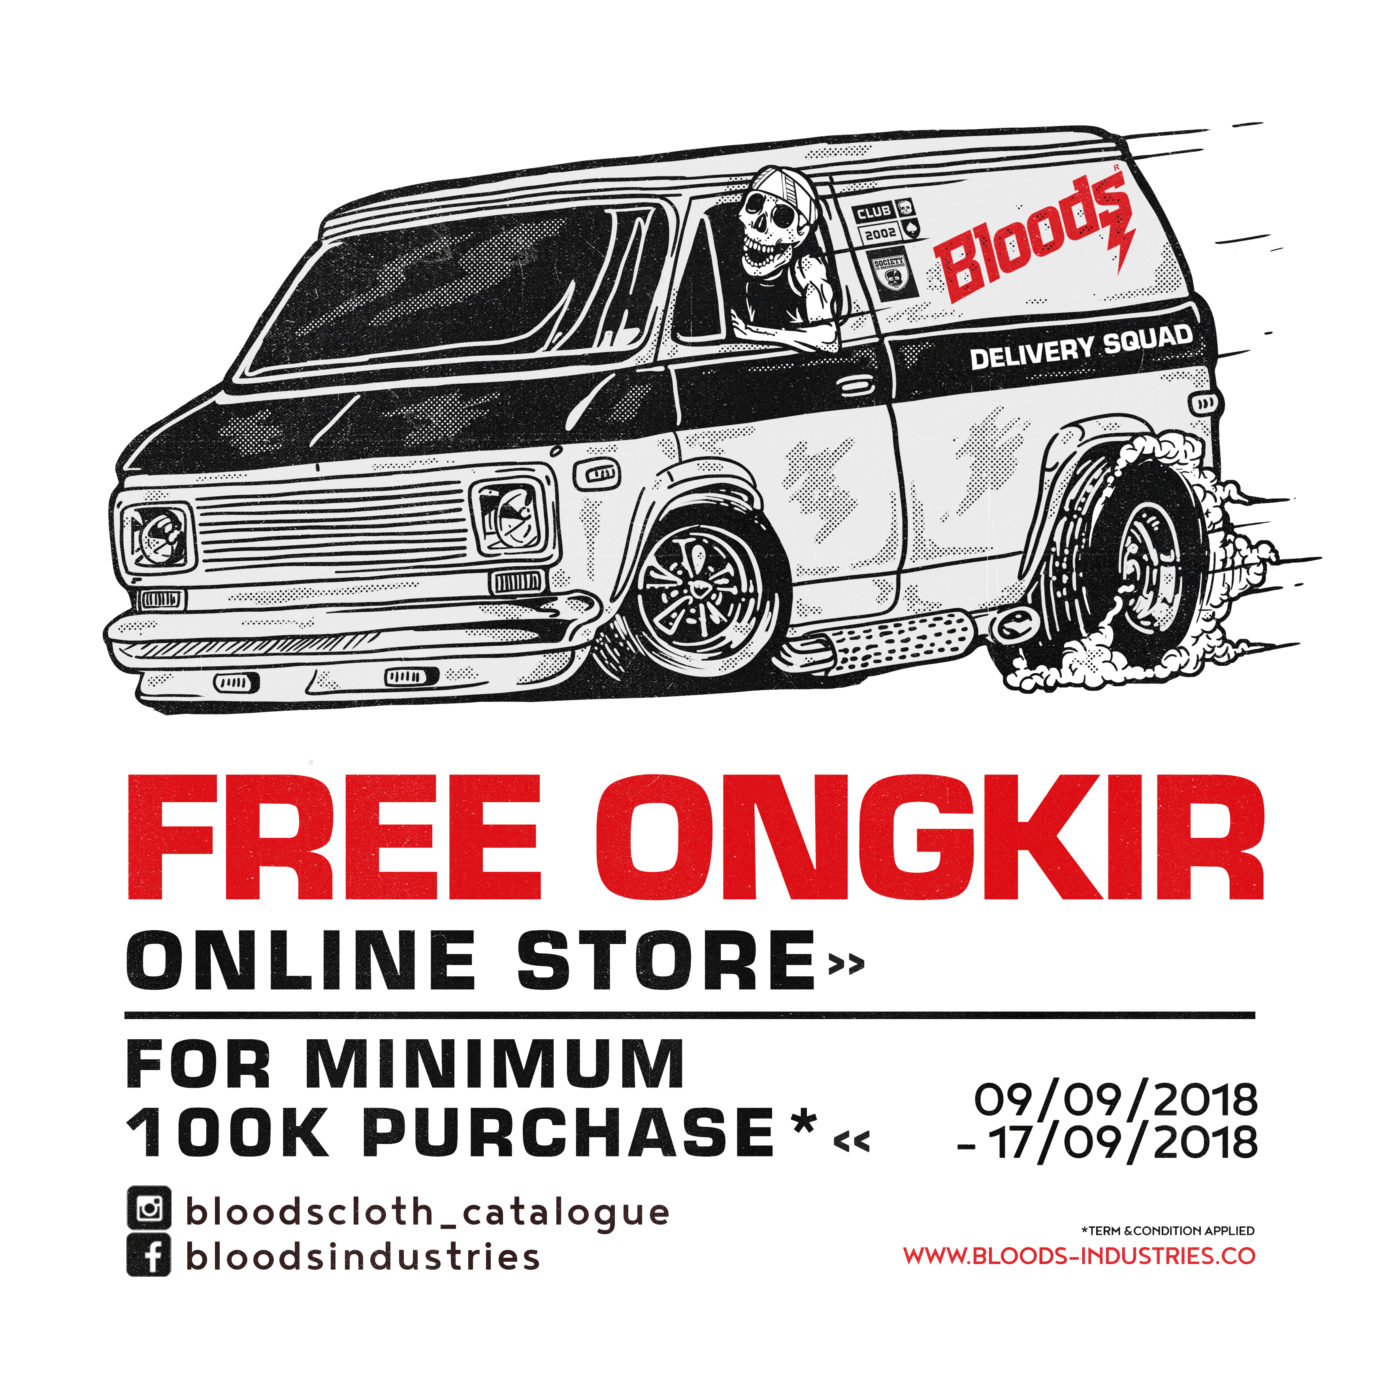 CLUB
2002
SOCIETY
Bloods R
DELIVERY SQUAD
FREE ONGKIR
ONLINE STORE>>
FOR MINIMUM
100K PURCHASE* <<
09/09/2018
- 17/09/2018
bloodscloth_catalogue
bloodsindustries
*TERM & CONDITION APPLIED
WWW.BLOODS-INDUSTRIES.CO